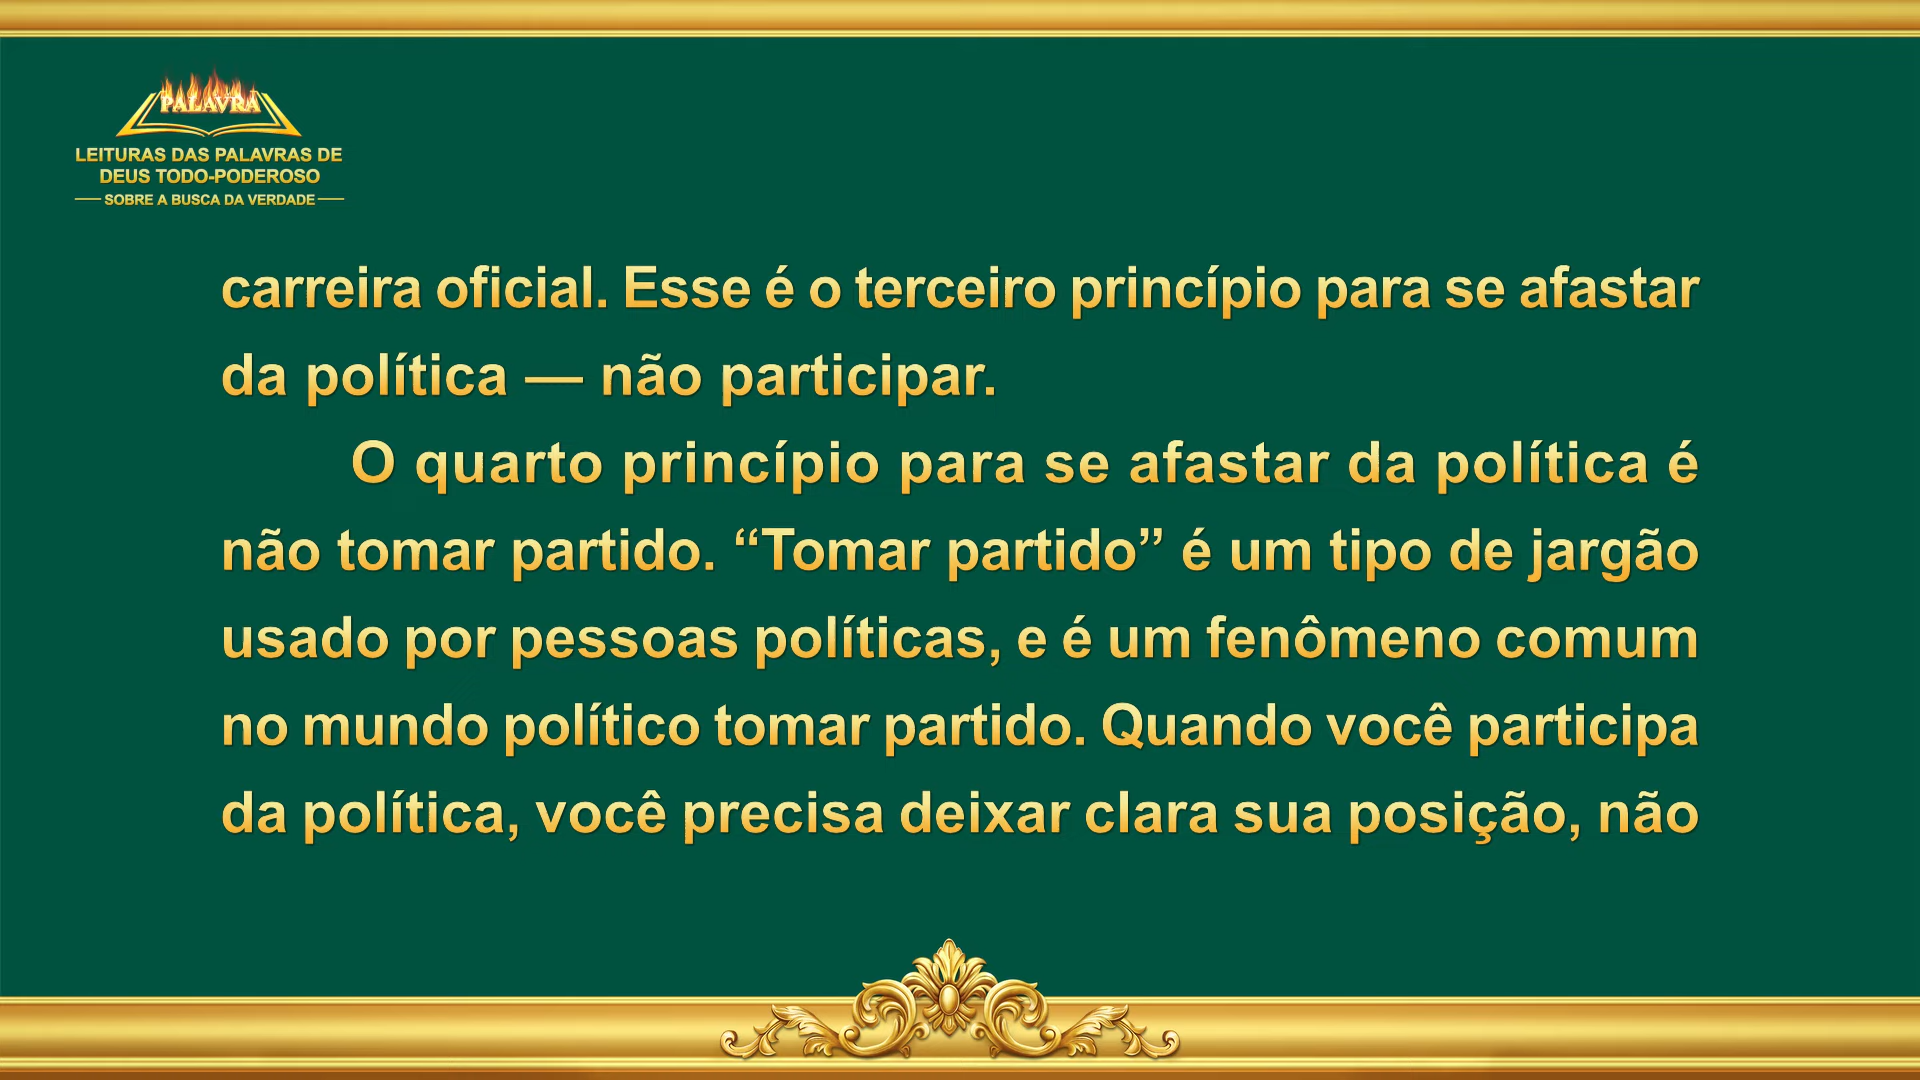 PALAVRA
LEITURAS DAS PALAVRAS DE
DEUS TODO-PODEROSO
SOBRE A BUSCA DA VERDADE
carreira oficial. Esse é o terceiro princípio para se afastar
da política — não participar.
O quarto princípio para se afastar da política é
não tomar partido. “Tomar partido” é um tipo de jargão
usado por pessoas políticas, e é um fenômeno comum
no mundo político tomar partido. Quando você participa
da política, você precisa deixar clara sua posição, não